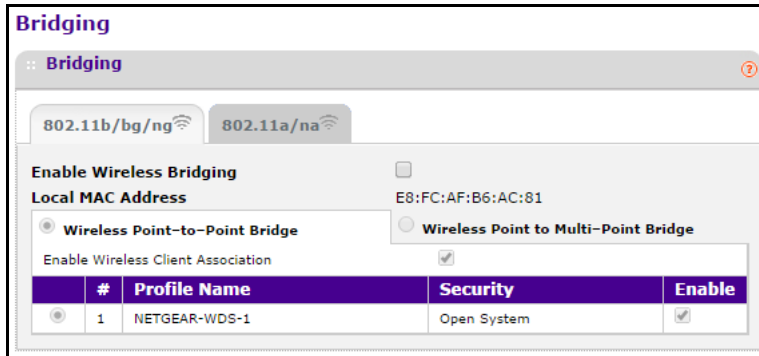 Bridging
:: Bridging ?
802.11b/bg/ng 802.11a/na
Enable Wireless Bridging
Local MAC Address E8:FC:AF:B6:AC:81
Wireless Point-to-Point Bridge Wireless Point to Multi-Point Bridge
Enable Wireless Client Association
# Profile Name Security Enable
1 NETGEAR-WDS-1 Open System